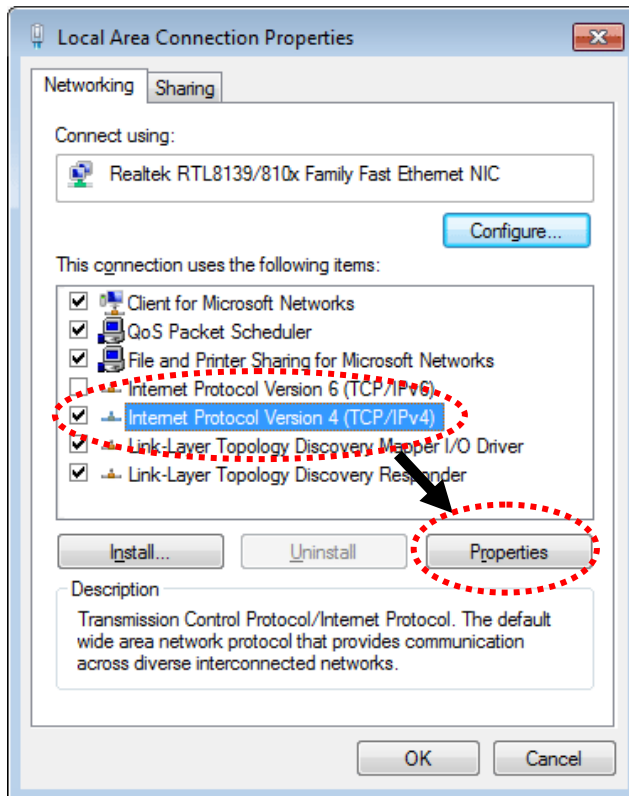 Local Area Connection Properties
Networking
Sharing
Connect using:
Realtek RTL8139/810x Family Fast Ethernet NIC
Configure...
This connection uses the following items:
Client for Microsoft Networks
QoS Packet Scheduler
File and Printer Sharing for Microsoft Networks
Internet Protocol Version 6 (TCP/IPv6)
Internet Protocol Version 4 (TCP/IPv4)
Link-Layer Topology Discovery Mapper I/O Driver
Link-Layer Topology Discovery Responder
Install...
Uninstall
Properties
Description
Transmission Control Protocol/Internet Protocol. The default
wide area network protocol that provides communication
across diverse interconnected networks.
OK
Cancel